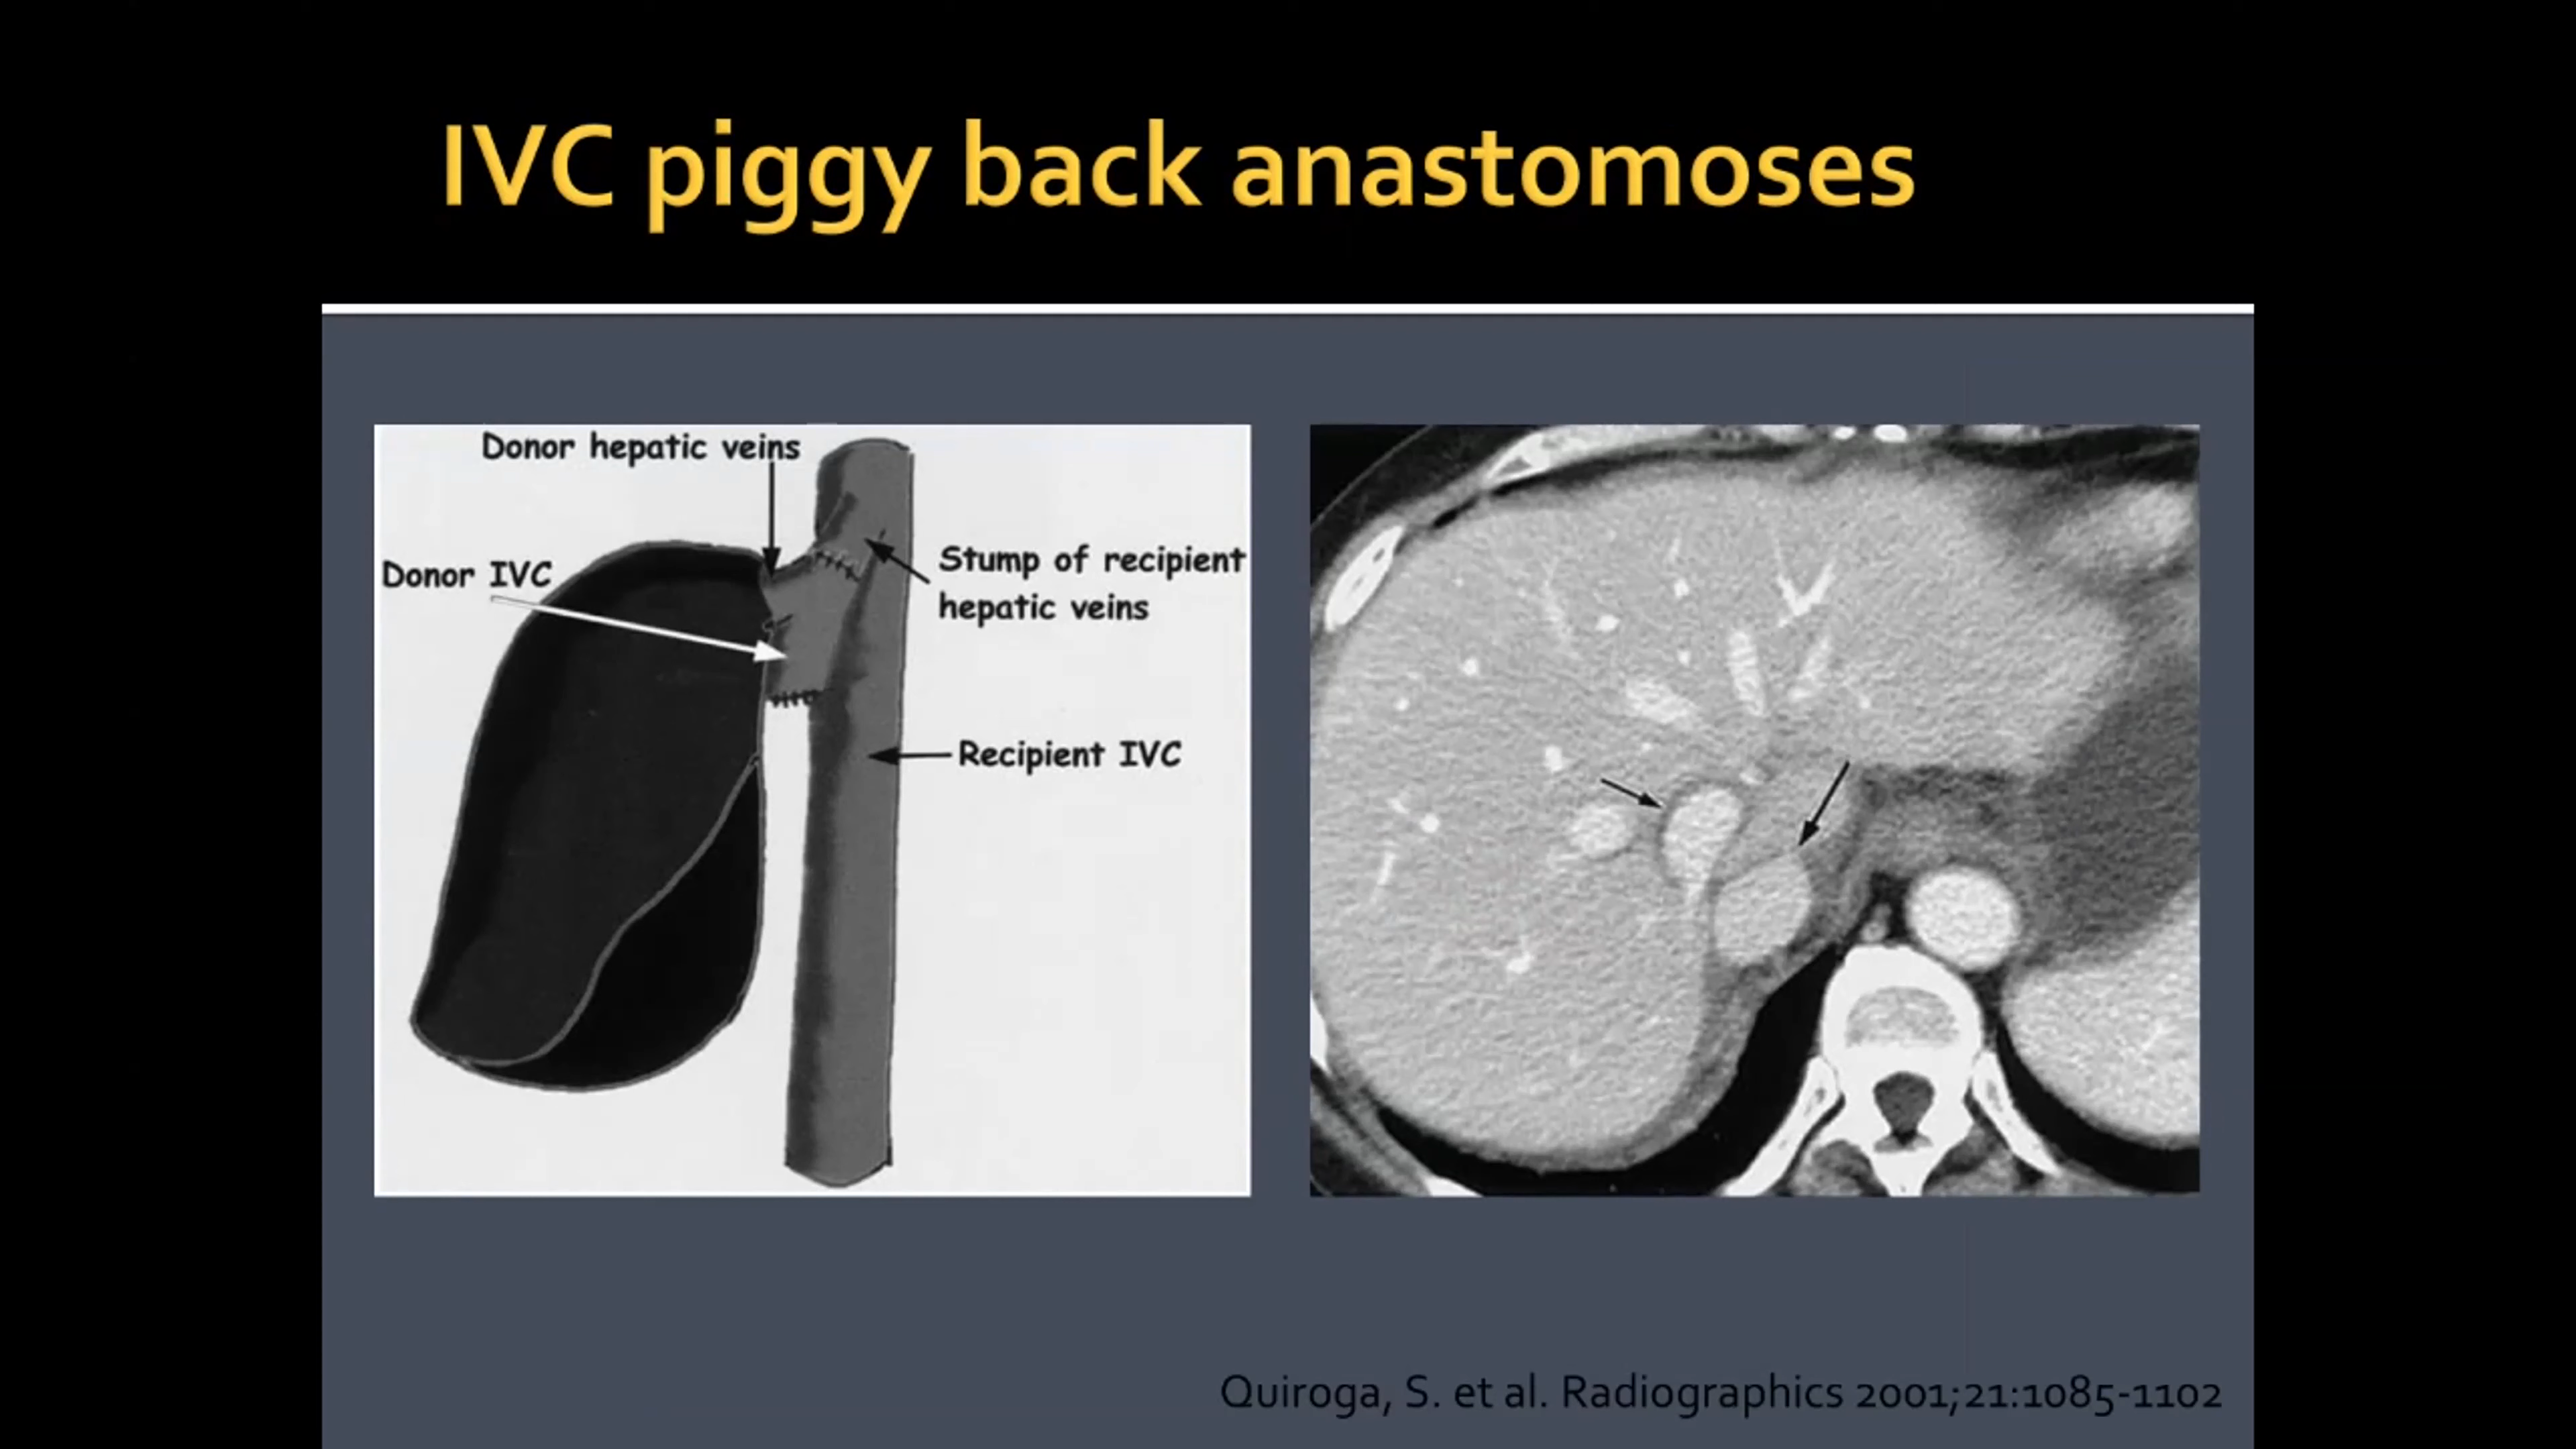 IVC piggy back anastomoses
Donor hepatic veins
Donor IVC
Stump of recipient
hepatic veins
Recipient IVC
Quiroga, S. et al. Radiographics 2001;21:1085-1102